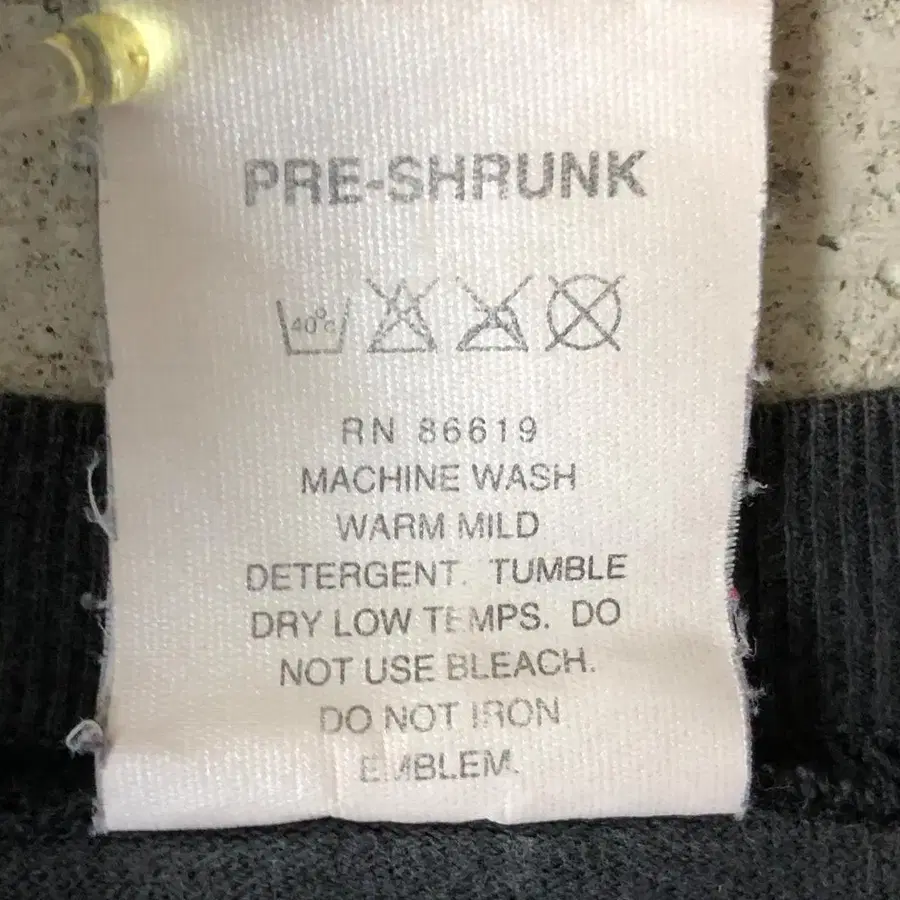 PRE-SHRUNK
40°C
RN 86619
MACHINE WASH
WARM MILD
DETERGENT. TUMBLE
DRY LOW TEMPS. DO
NOT USE BLEACH.
DO NOT IRON
EMBLEM.